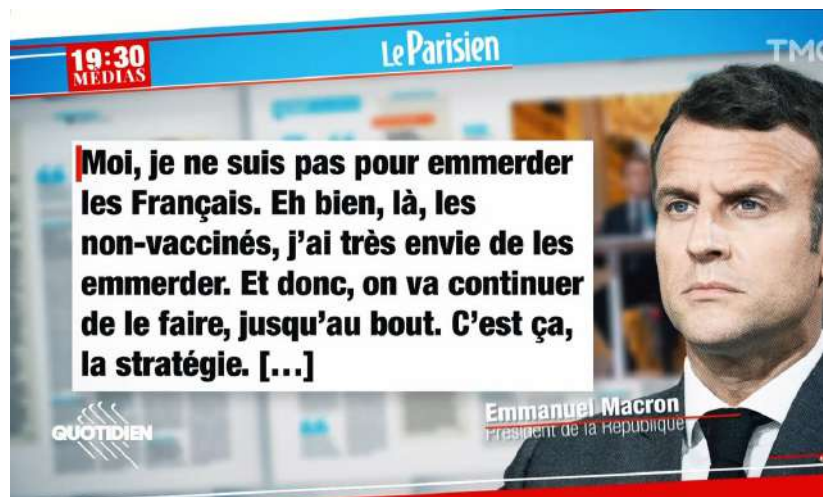 19:30
MÉDIAS
Le Parisien
TMC
Moi, je ne suis pas pour emmerder
les Français. Eh bien, là, les
non-vaccinés, j'ai très envie de les
emmerder. Et donc, on va continuer
de le faire, jusqu'au bout. C'est ça,
la stratégie. [...]
Emmanuel Macron
Président de la République
QUOTIDIEN